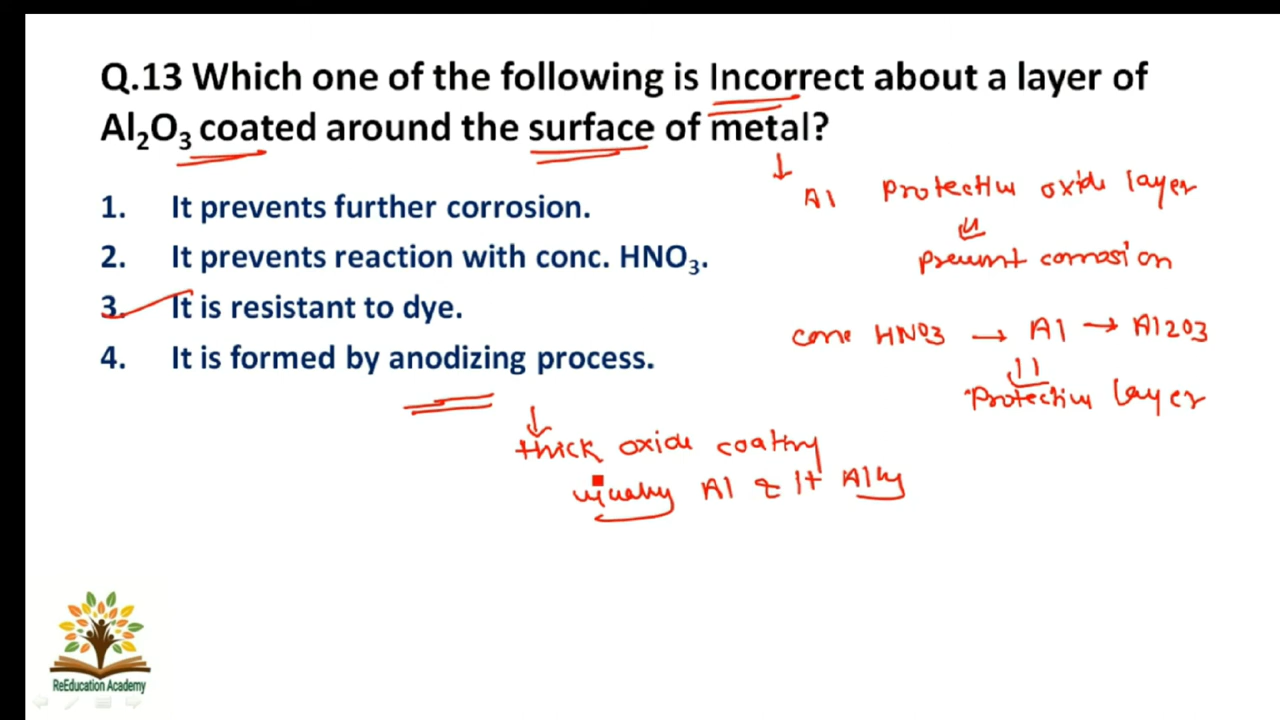 Q.13 Which one of the following is Incorrect about a layer of
Al₂O₃ coated around the surface of metal?
1. It prevents further corrosion.
2. It prevents reaction with conc. HNO₃.
3. It is resistant to dye.
4. It is formed by anodizing process.
Al Protective oxide layer
prevent corrosion
conc HNO3 → Al → Al2O3
Protective layer
thick oxide coating
usually Al & It Alloy
ReEducation Academy